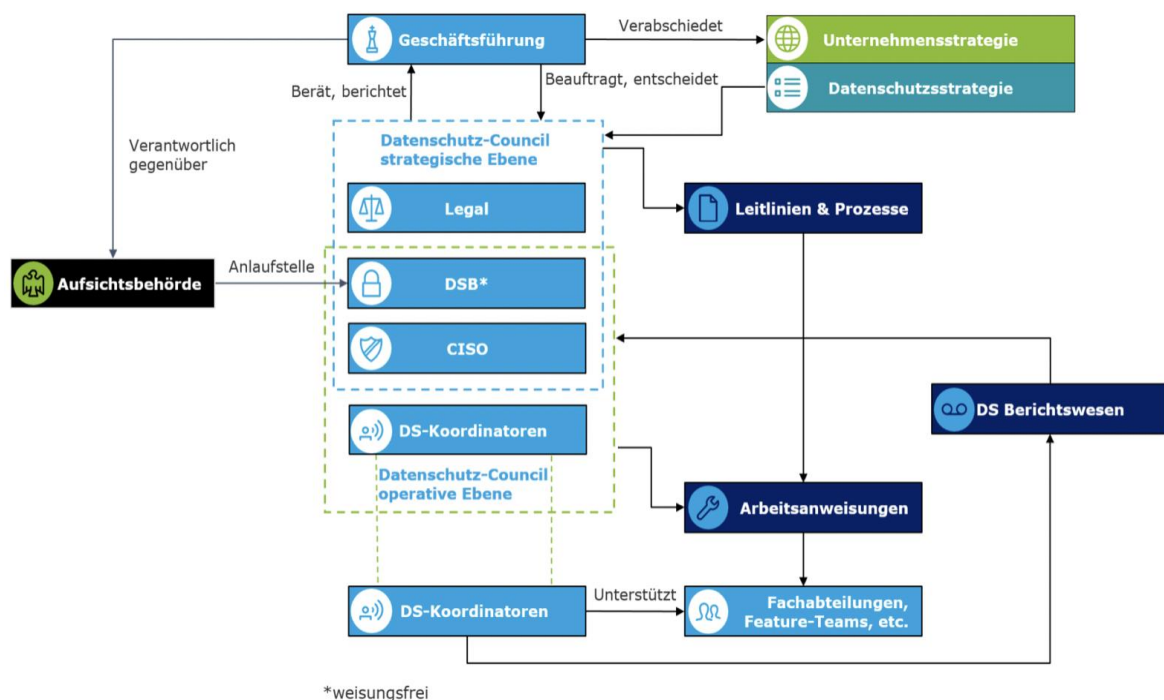 Geschäftsführung
Verabschiedet
Unternehmensstrategie
Datenschutzsstrategie
Berät, berichtet
Beauftragt, entscheidet
Verantwortlich
gegenüber
Datenschutz-Council
strategische Ebene
Legal
Leitlinien & Prozesse
Aufsichtsbehörde
Anlaufstelle
DSB*
CISO
DS Berichtswesen
DS-Koordinatoren
Datenschutz-Council
operative Ebene
Arbeitsanweisungen
DS-Koordinatoren
Unterstützt
Fachabteilungen,
Feature-Teams, etc.
*weisungsfrei